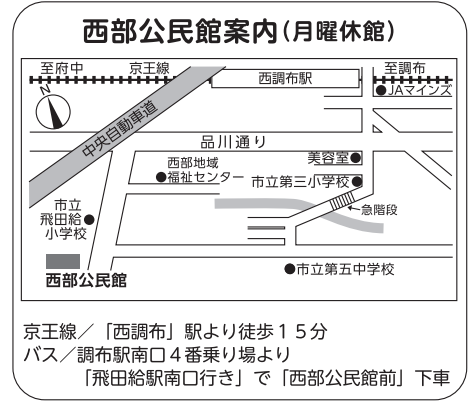 西部公民館案内(月曜休館)
至府中
京王線
西調布駅
至調布
N
●JAマインズ
中央自動車道
品川通り
美容室●
西部地域
●福祉センター
市立第三小学校●
急階段
市立
飛田給●
小学校
西部公民館
●市立第五中学校
京王線/「西調布」駅より徒歩15分
バス/調布駅南口4番乗り場より
「飛田給駅南口行き」で「西部公民館前」下車